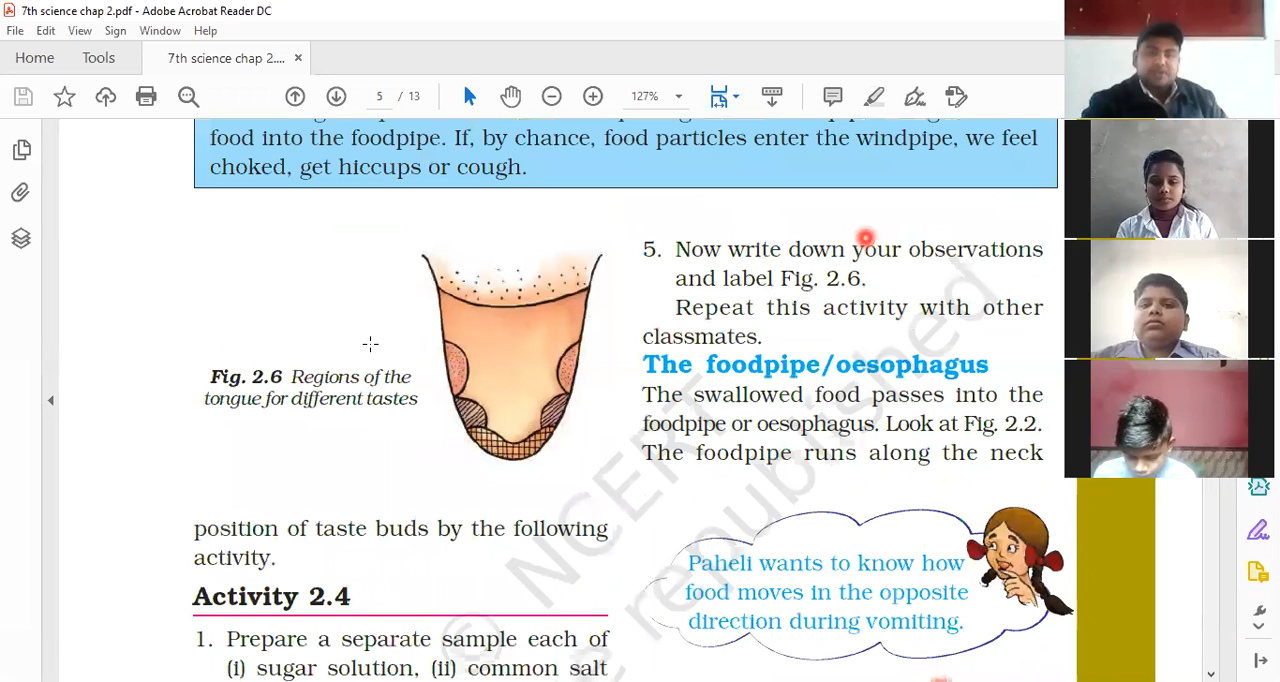 7th science chap 2.pdf - Adobe Acrobat Reader DC
File Edit View Sign Window Help
Home Tools 7th science chap 2.... ×
5 / 13 127%
food into the foodpipe. If, by chance, food particles enter the windpipe, we feel
choked, get hiccups or cough.
Fig. 2.6 Regions of the
tongue for different tastes
position of taste buds by the following
activity.
Activity 2.4
1. Prepare a separate sample each of
(i) sugar solution, (ii) common salt
5. Now write down your observations
and label Fig. 2.6.
Repeat this activity with other
classmates.
The foodpipe/oesophagus
The swallowed food passes into the
foodpipe or oesophagus. Look at Fig. 2.2.
The foodpipe runs along the neck
Paheli wants to know how
food moves in the opposite
direction during vomiting.
© NCERT
be republished